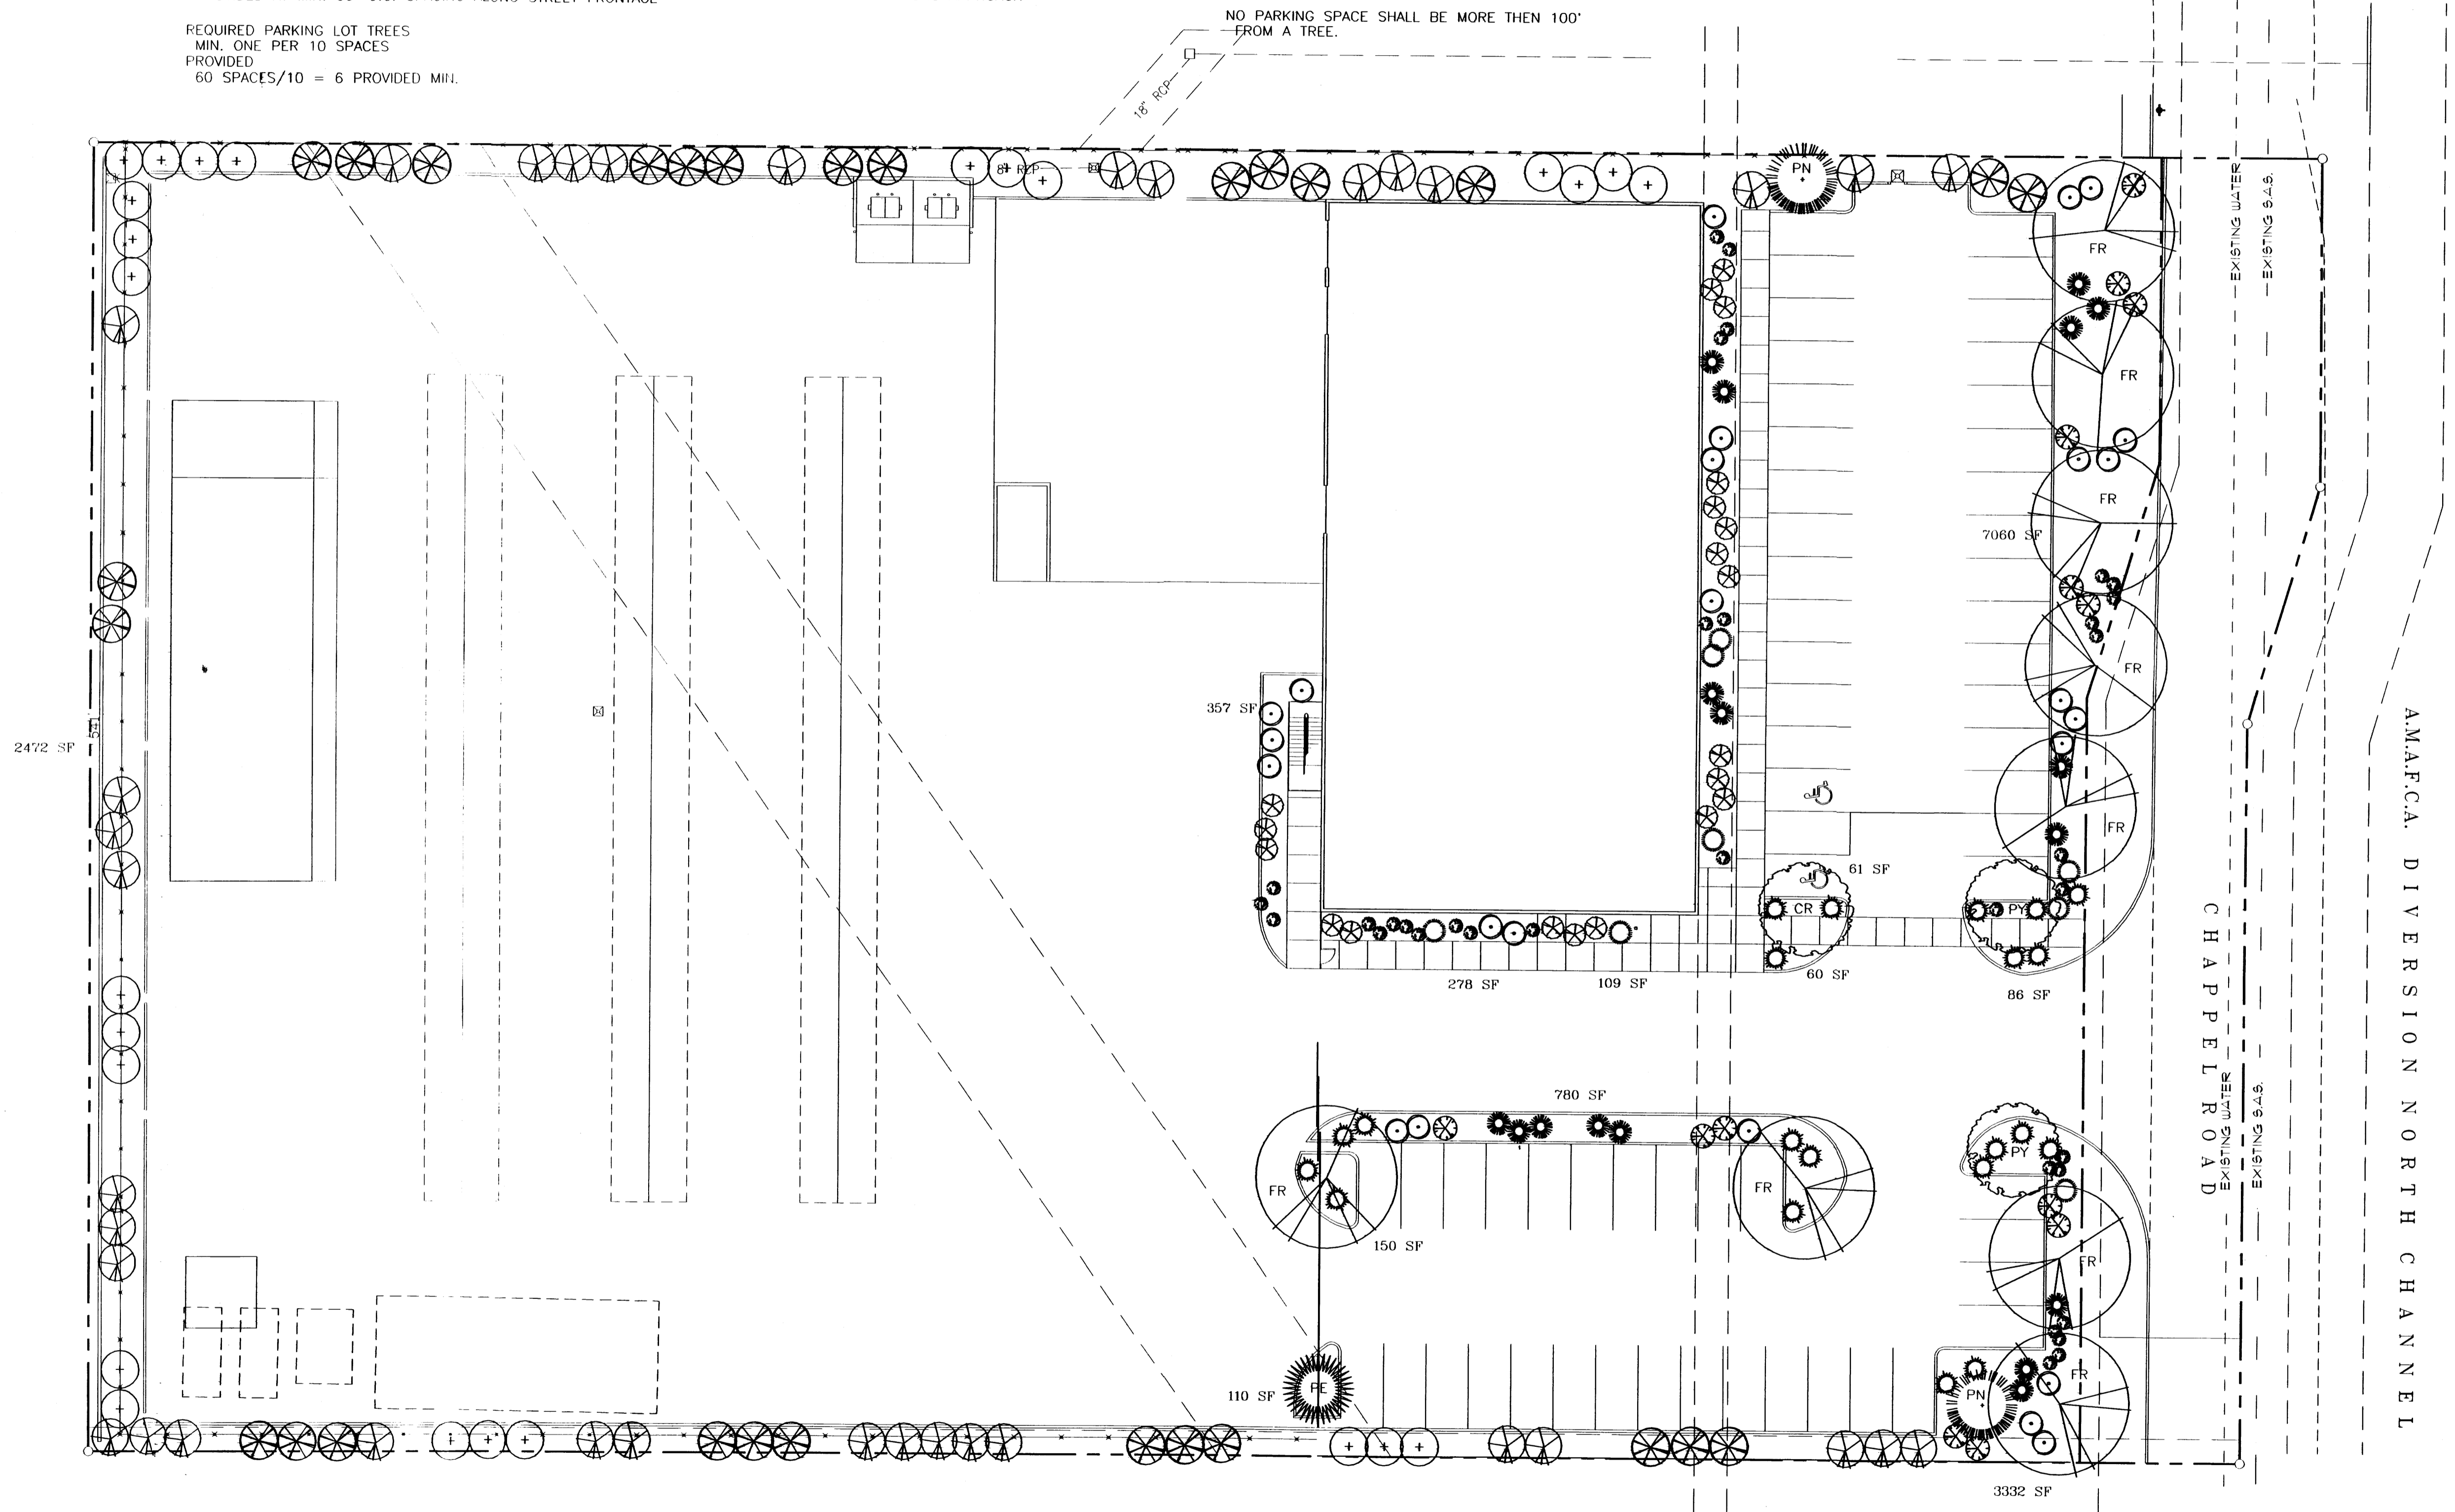 REQUIRED PARKING LOT TREES
MIN. ONE PER 10 SPACES
PROVIDED
60 SPACES/10 = 6 PROVIDED MIN.
NO PARKING SPACE SHALL BE MORE THEN 100'
FROM A TREE.
18" RCP
RCP
PN
FR
EXISTING WATER
EXISTING S.A.S.
FR
FR
7060 SF
FR
357 SF
2472 SF
541'
FR
61 SF
CR
PY
60 SF
278 SF
109 SF
86 SF
CHAPPEL ROAD
A.M.A.F.C.A. DIVERSION NORTH CHANNEL
EXISTING WATER
EXISTING S.A.S.
780 SF
PY
FR
FR
150 SF
FR
110 SF
PE
PN
FR
3332 SF